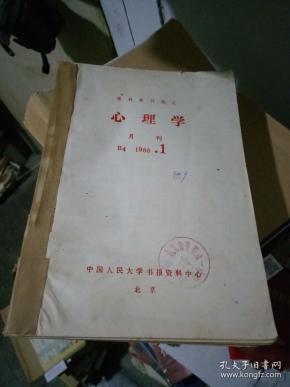 复印报刊资料
心理学
月刊
B4 1986.1
中国人民大学书报资料中心
北京
孔夫子旧书网